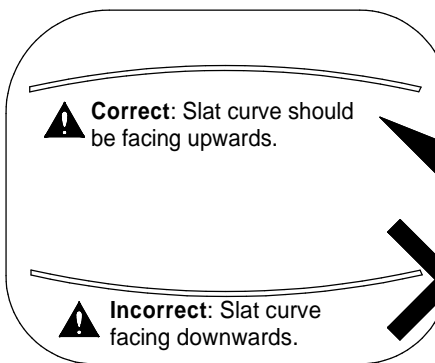 Correct: Slat curve should
be facing upwards.
Incorrect: Slat curve
facing downwards.